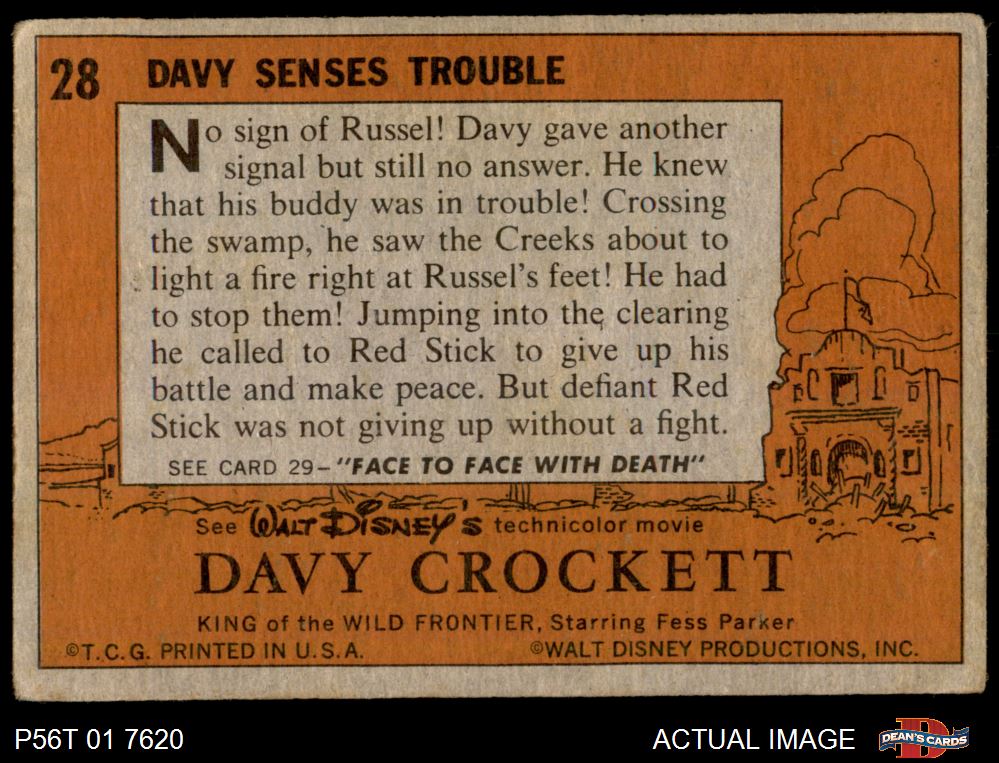 28 DAVY SENSES TROUBLE
No sign of Russel! Davy gave another
signal but still no answer. He knew
that his buddy was in trouble! Crossing
the swamp, he saw the Creeks about to
light a fire right at Russel's feet! He had
to stop them! Jumping into the clearing
he called to Red Stick to give up his
battle and make peace. But defiant Red
Stick was not giving up without a fight.
SEE CARD 29–"FACE TO FACE WITH DEATH"
See WALT DISNEY'S technicolor movie
DAVY CROCKETT
KING of the WILD FRONTIER, Starring Fess Parker
©T.C.G. PRINTED IN U.S.A. ©WALT DISNEY PRODUCTIONS, INC.
P56T 01 7620 ACTUAL IMAGE D DEAN'S CARDS